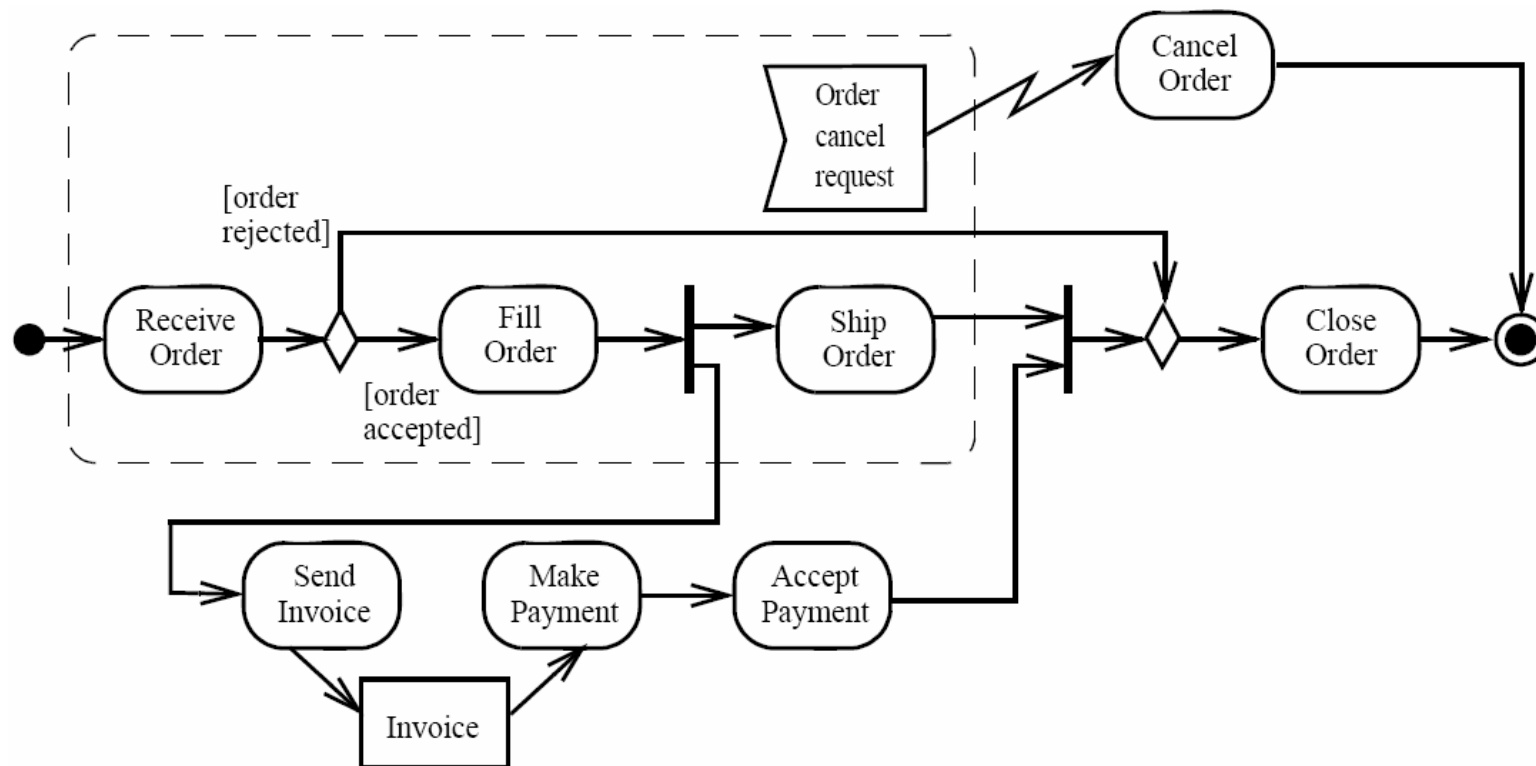 Cancel
Order
Order
cancel
request
[order
rejected]
Receive
Order
Fill
Order
Ship
Order
Close
Order
[order
accepted]
Send
Invoice
Make
Payment
Accept
Payment
Invoice